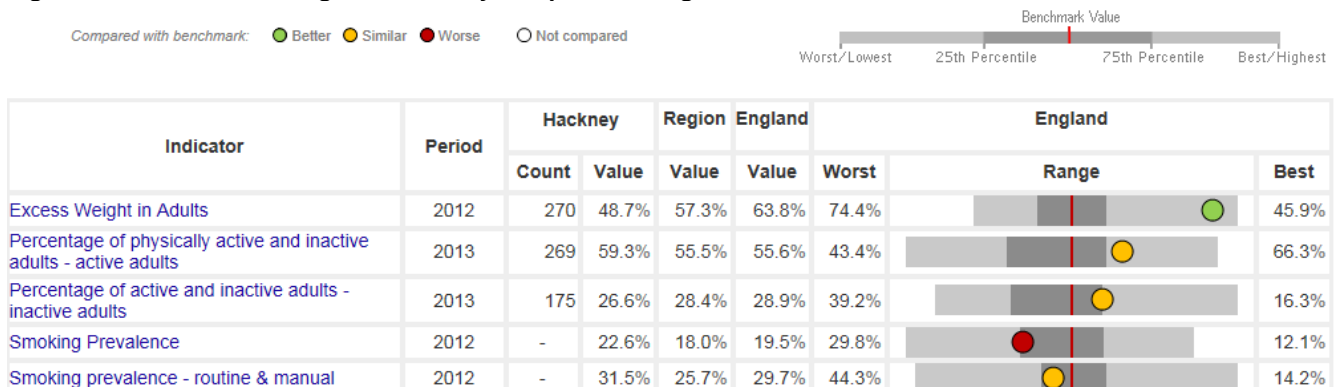 Benchmark Value
Compared with benchmark: Better Similar Worse Not compared
Worst/Lowest 25th Percentile 75th Percentile Best/Highest
Indicator Period Hackney Region England England
Count Value Value Value Worst Range Best
Excess Weight in Adults 2012 270 48.7% 57.3% 63.8% 74.4% 45.9%
Percentage of physically active and inactive
adults - active adults 2013 269 59.3% 55.5% 55.6% 43.4% 66.3%
Percentage of active and inactive adults -
inactive adults 2013 175 26.6% 28.4% 28.9% 39.2% 16.3%
Smoking Prevalence 2012 - 22.6% 18.0% 19.5% 29.8% 12.1%
Smoking prevalence - routine & manual 2012 - 31.5% 25.7% 29.7% 44.3% 14.2%